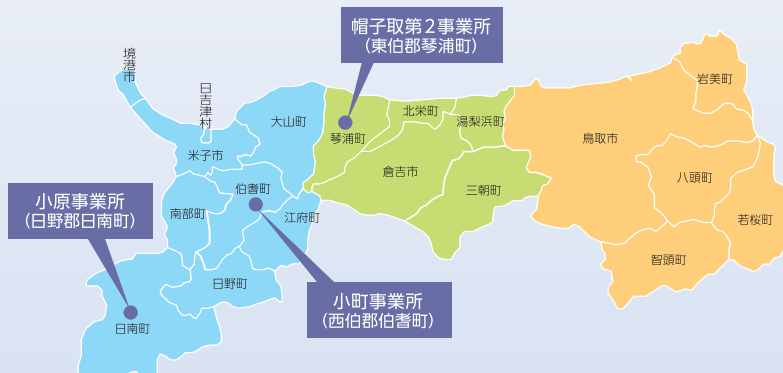 帽子取第2事業所
（東伯郡琴浦町）
境港市
日吉津村
岩美町
大山町
北栄町
湯梨浜町
琴浦町
鳥取市
米子市
倉吉市
三朝町
八頭町
小原事業所
（日野郡日南町）
伯耆町
南部町
江府町
若桜町
智頭町
日野町
小町事業所
（西伯郡伯耆町）
日南町